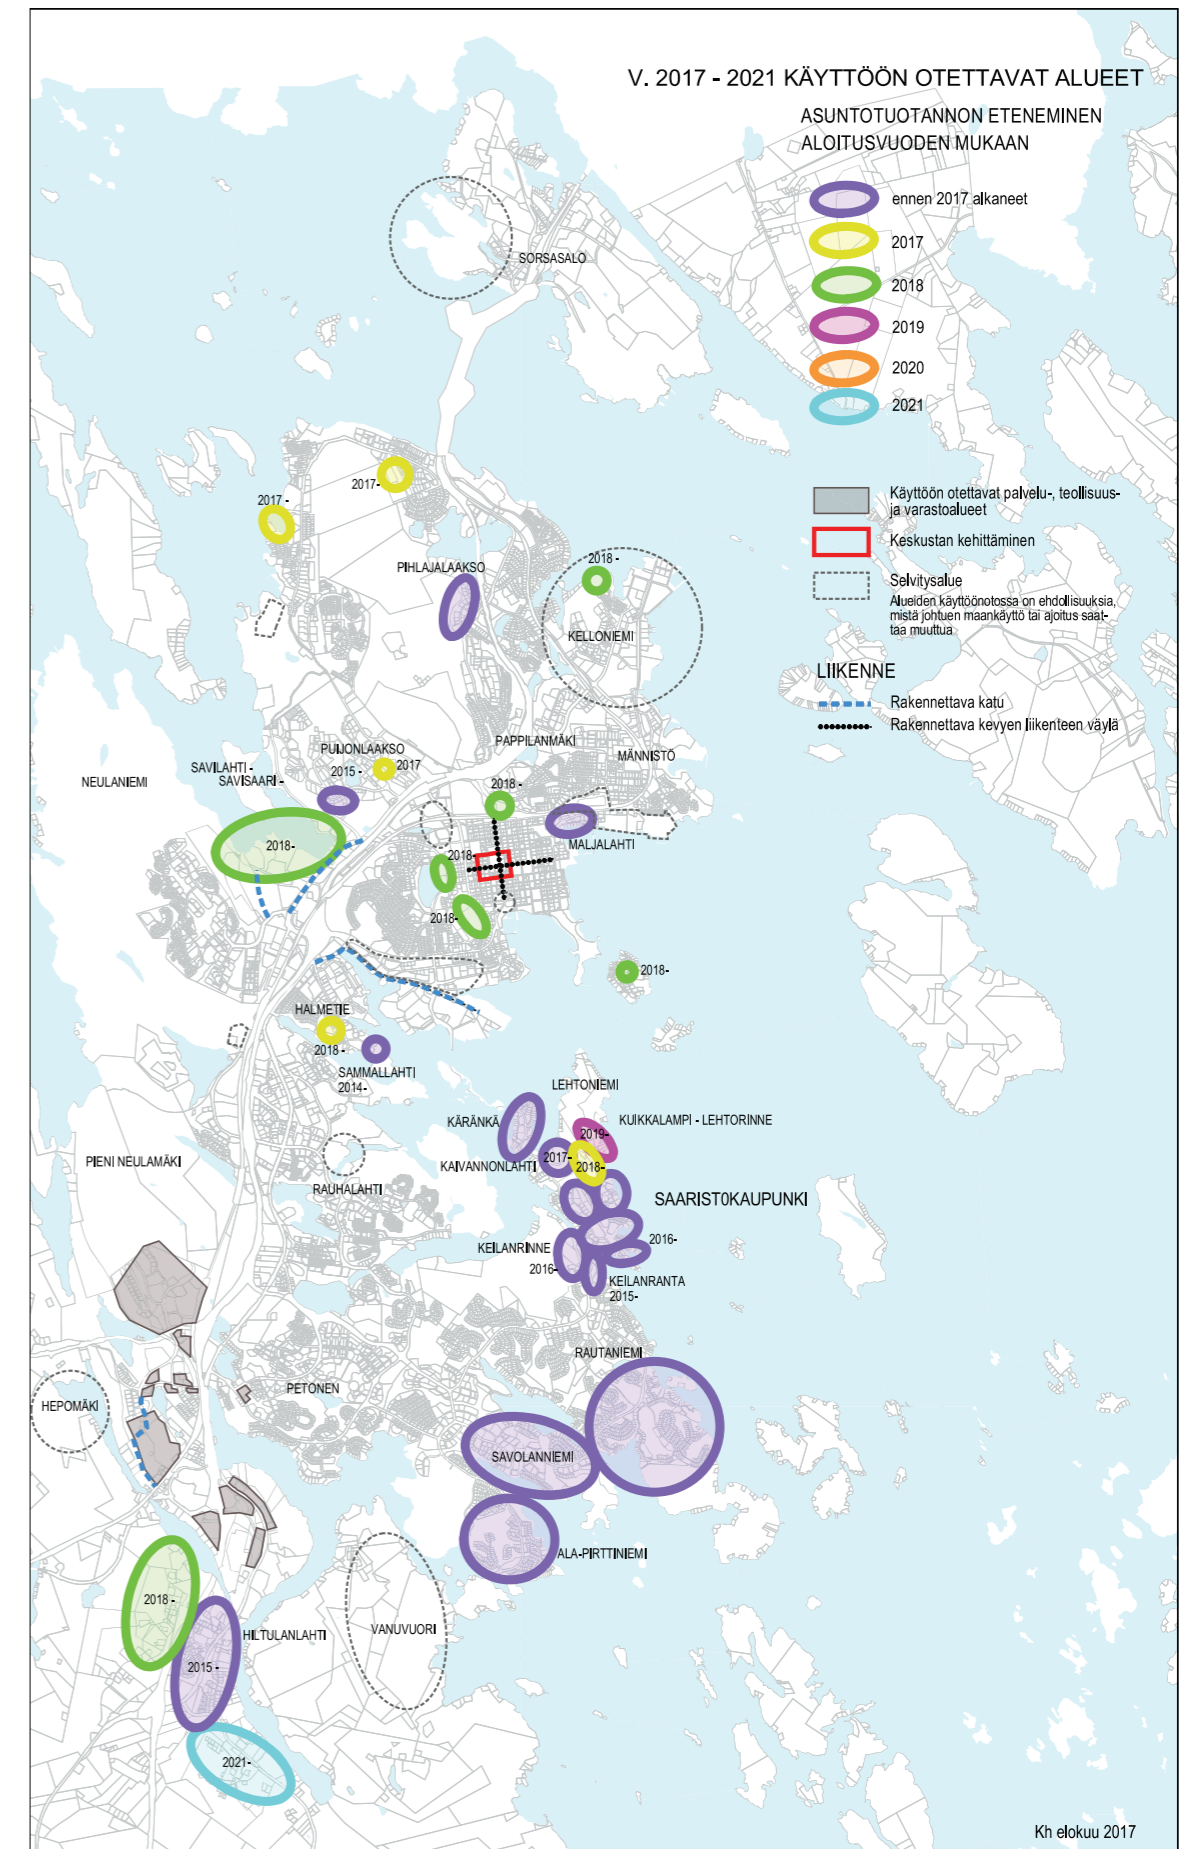 V. 2017 - 2021 KÄYTTÖÖN OTETTAVAT ALUEET
ASUNTOTUOTANNON ETENEMINEN
ALOITUSVUODEN MUKAAN
ennen 2017 alkaneet
2017
2018
2019
2020
2021
Käyttöön otettavat palvelu-, teollisuus-
ja varastoalueet
Keskustan kehittäminen
Selvitysalue
Alueiden käyttöönotossa on ehdollisuuksia,
mistä johtuen maankäyttö tai ajoitus saat-
taa muuttua
LIIKENNE
Rakennettava katu
Rakennettava kevyen liikenteen väylä
SORSASALO
2017-
2017 -
2018 -
PIHLAJALAAKSO
KELLONIEMI
PAPPILANMÄKI
PUIJONLAAKSO
MÄNNISTÖ
SAVILAHTI -
SAVISAARI -
2015 -
2017
NEULANIEMI
2018 -
MALJALAHTI
2018-
2018-
2018-
2018-
HALMETIE
2018 -
SAMMALLAHTI
2014-
LEHTONIEMI
KÄRÄNKÄ
KUIKKALAMPI - LEHTORINNE
2019-
2017-
KAIVANNONLAHTI
2018-
PIENI NEULAMÄKI
RAUHALAHTI
SAARISTOKAUPUNKI
2016-
KEILANRINNE
2016-
KEILANRANTA
2015-
RAUTANIEMI
PETONEN
HEPOMÄKI
SAVOLANNIEMI
ALA-PIRTTINIEMI
2018 -
VANUVUORI
HILTULANLAHTI
2015 -
2021-
Kh elokuu 2017